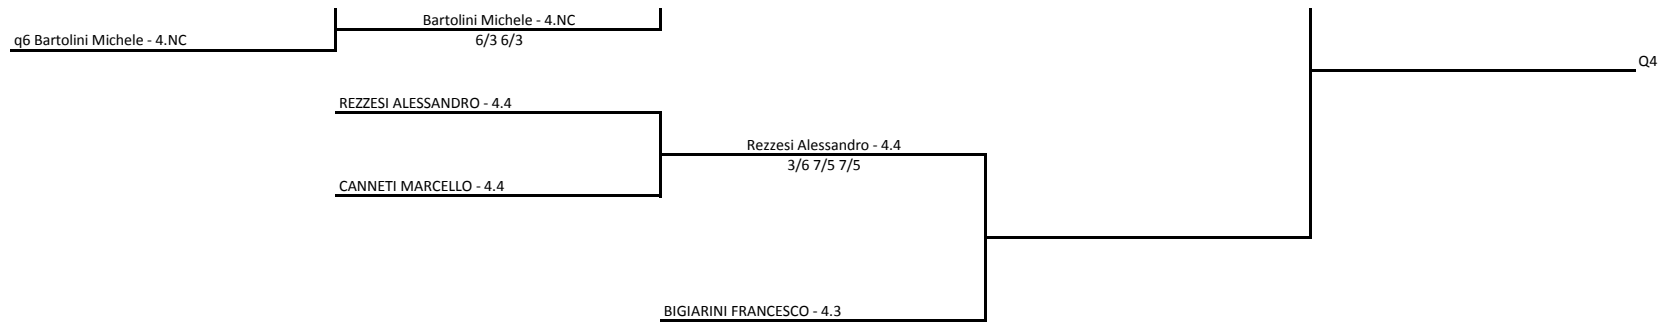 Bartolini Michele - 4.NC
q6 Bartolini Michele - 4.NC
6/3 6/3
Q4
REZZESI ALESSANDRO - 4.4
Rezzesi Alessandro - 4.4
3/6 7/5 7/5
CANNETI MARCELLO - 4.4
BIGIARINI FRANCESCO - 4.3